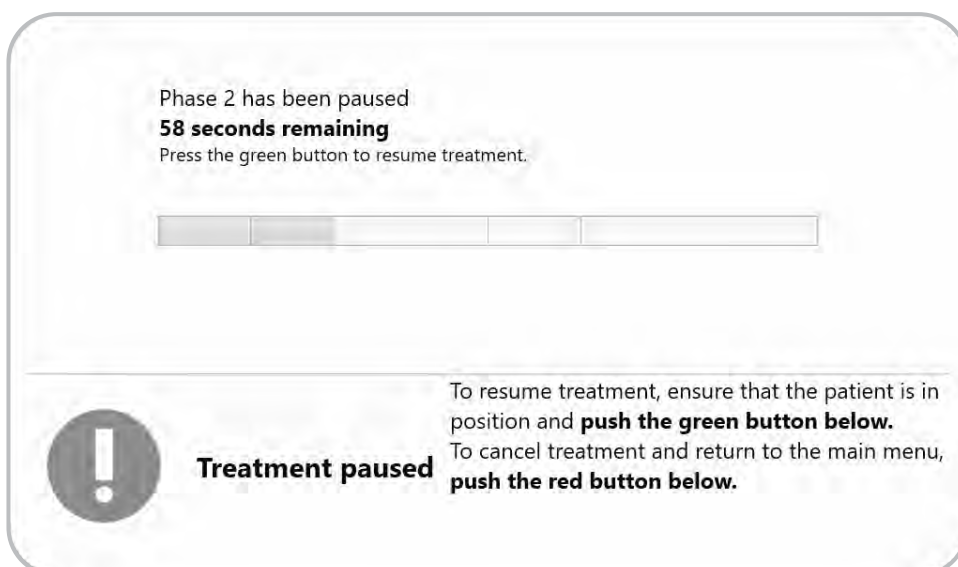 Phase 2 has been paused
58 seconds remaining
Press the green button to resume treatment.
Treatment paused
To resume treatment, ensure that the patient is in
position and push the green button below.
To cancel treatment and return to the main menu,
push the red button below.